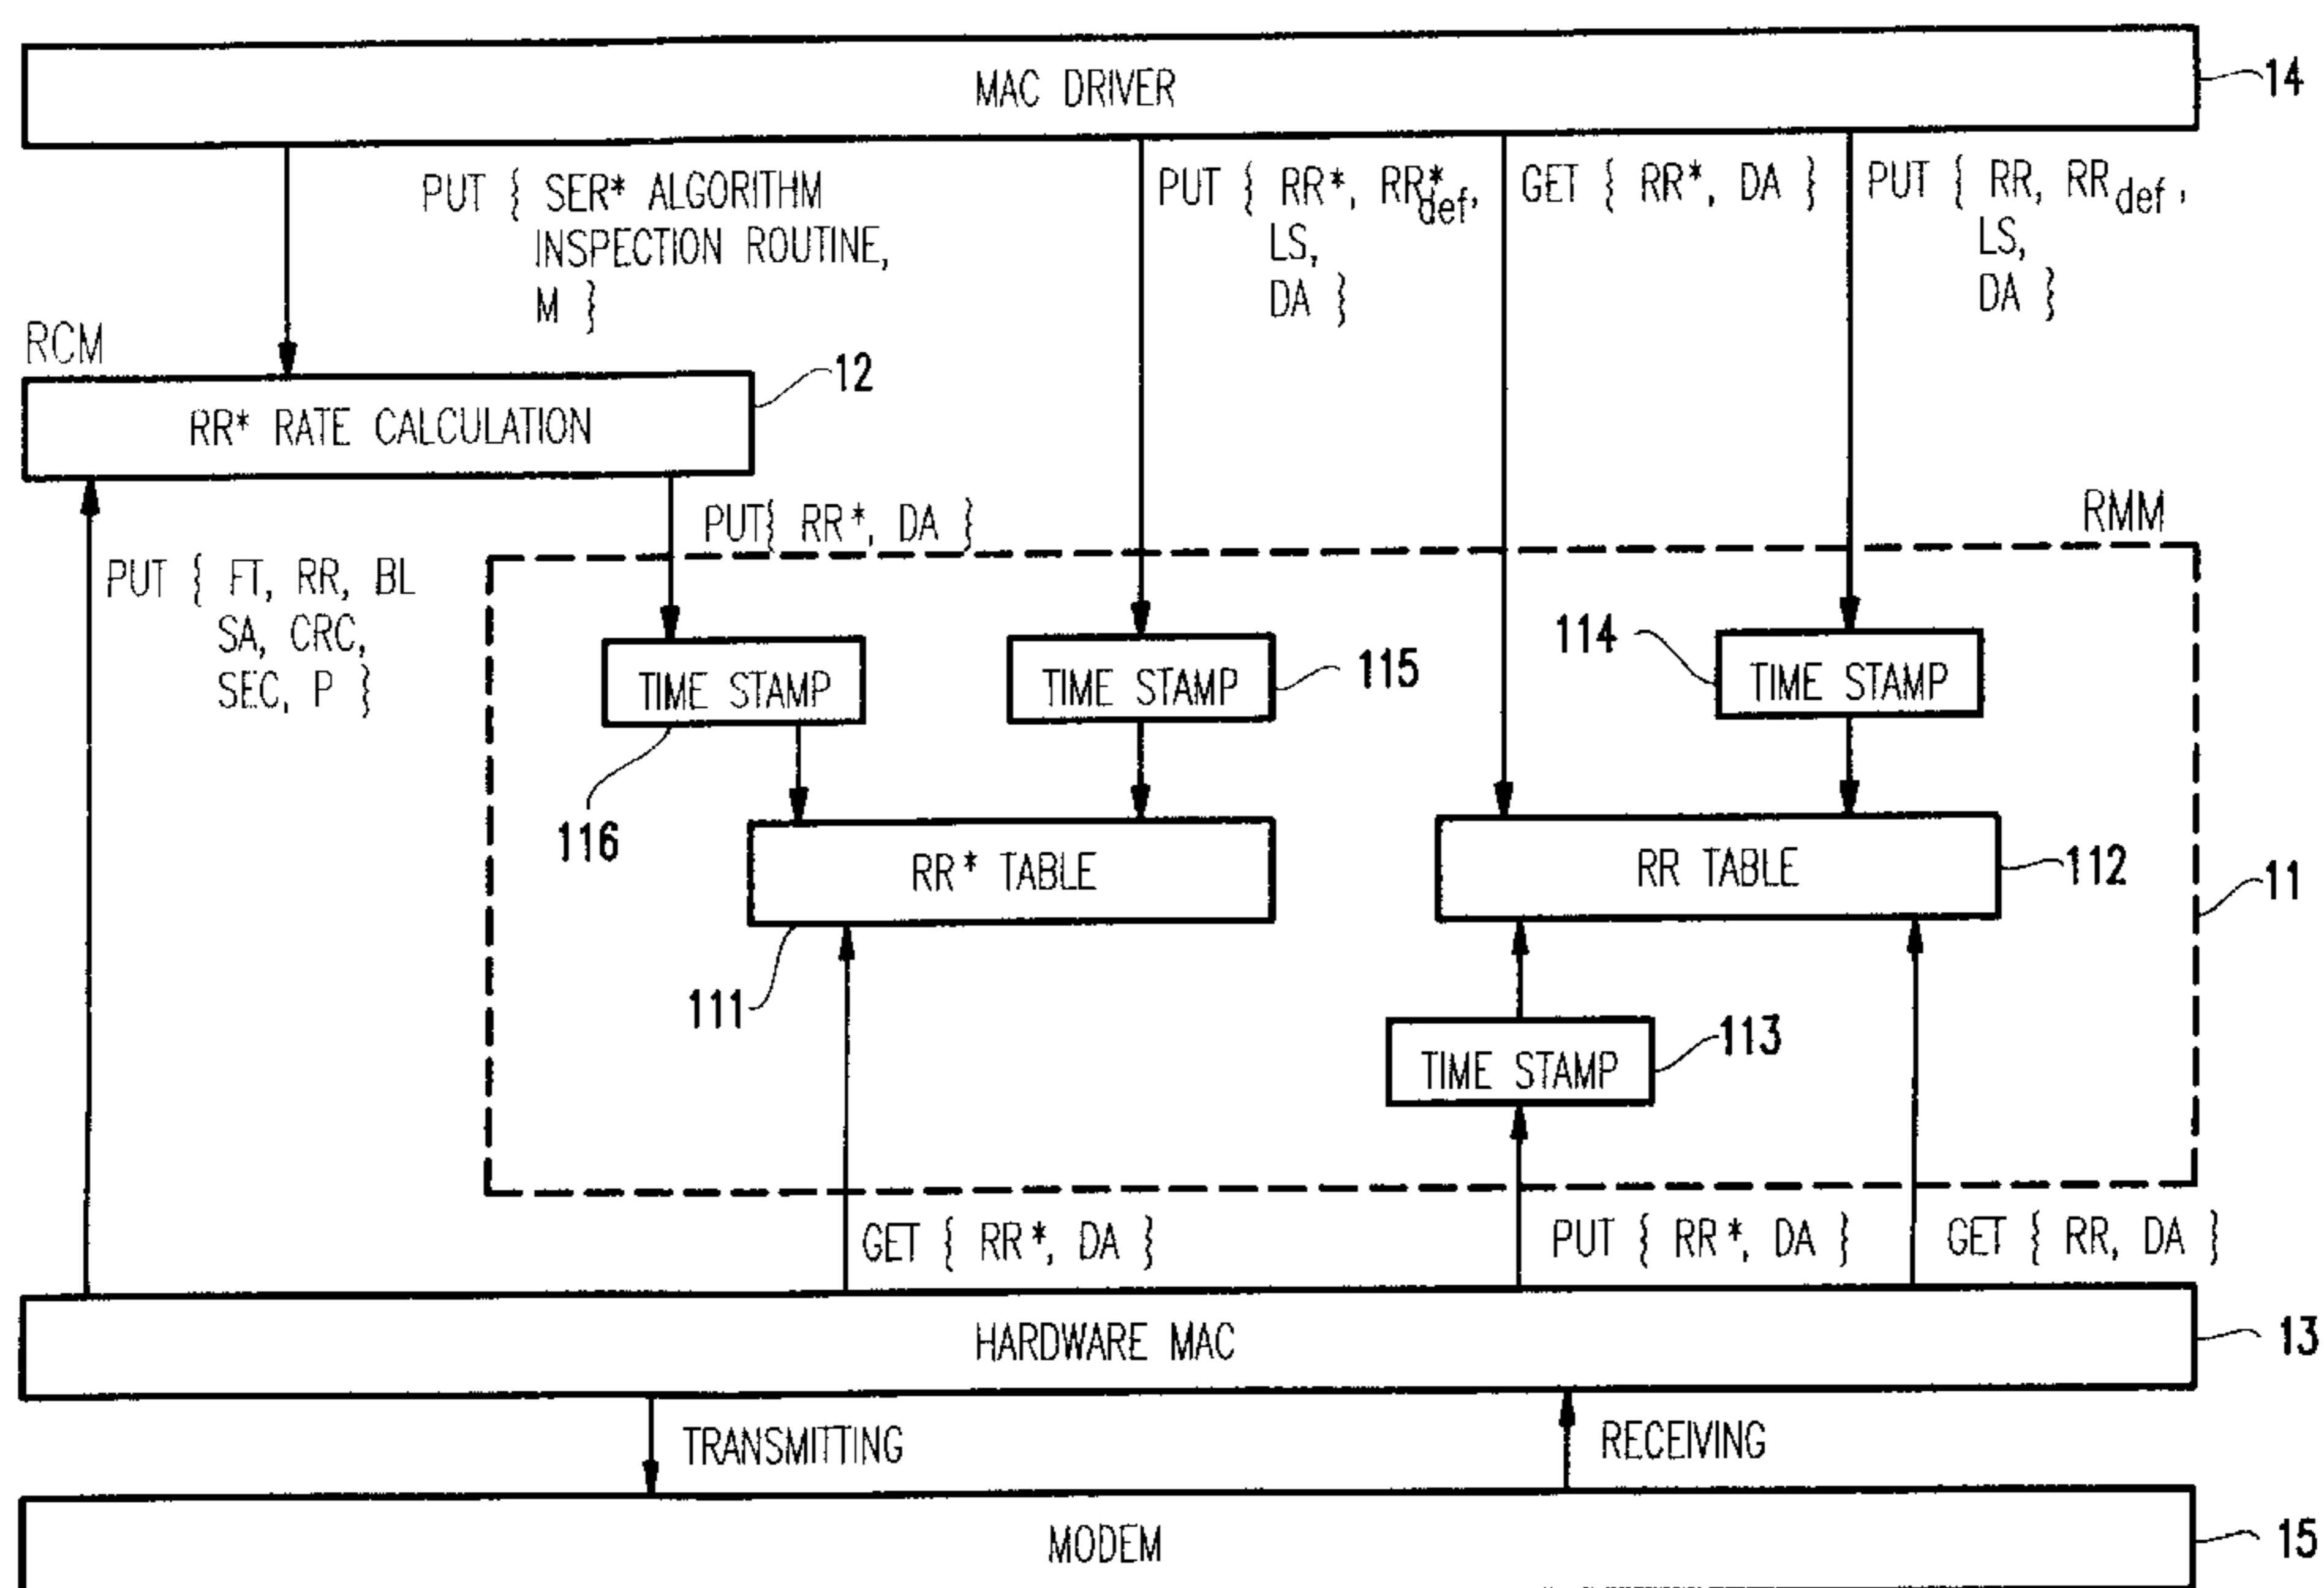 MAC DRIVER
14
PUT { SER* ALGORITHM
INSPECTION ROUTINE,
M }
PUT { RR*, RR*def,
LS,
DA }
GET { RR*, DA }
PUT { RR, RRdef,
LS,
DA }
RCM
12
RR* RATE CALCULATION
PUT{ RR*, DA }
RMM
PUT { FT, RR, BL
SA, CRC,
SEC, P }
TIME STAMP
116
TIME STAMP
115
114
TIME STAMP
RR* TABLE
111
RR TABLE
112
11
TIME STAMP
113
GET { RR*, DA }
PUT { RR*, DA }
GET { RR, DA }
HARDWARE MAC
13
TRANSMITTING
RECEIVING
MODEM
15